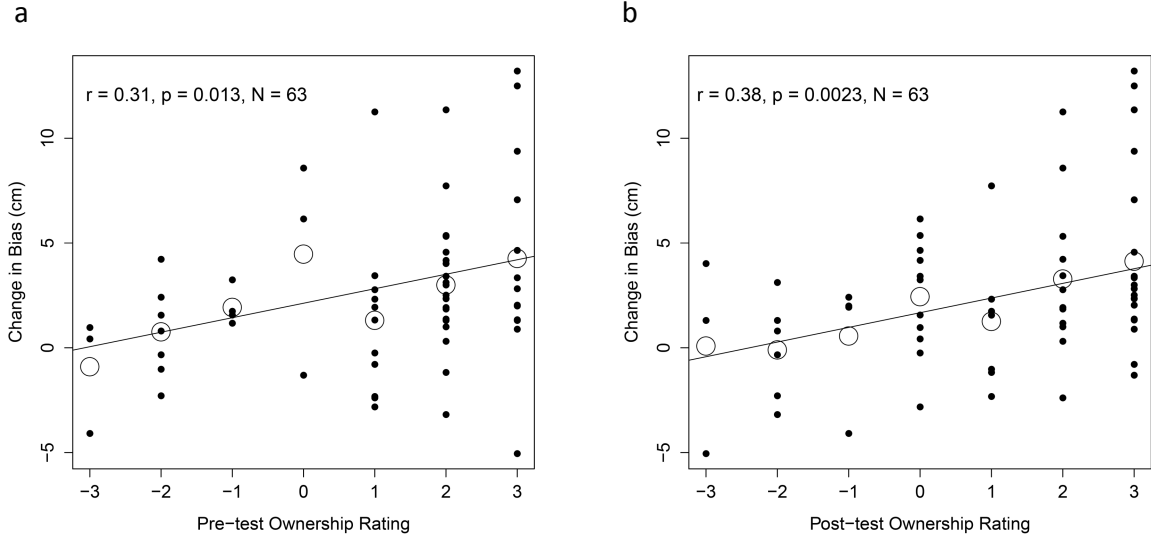 a
r = 0.31, p = 0.013, N = 63
Change in Bias (cm)
10
5
0
−5
−3 −2 −1 0 1 2 3
Pre−test Ownership Rating
b
r = 0.38, p = 0.0023, N = 63
Change in Bias (cm)
10
5
0
−5
−3 −2 −1 0 1 2 3
Post−test Ownership Rating